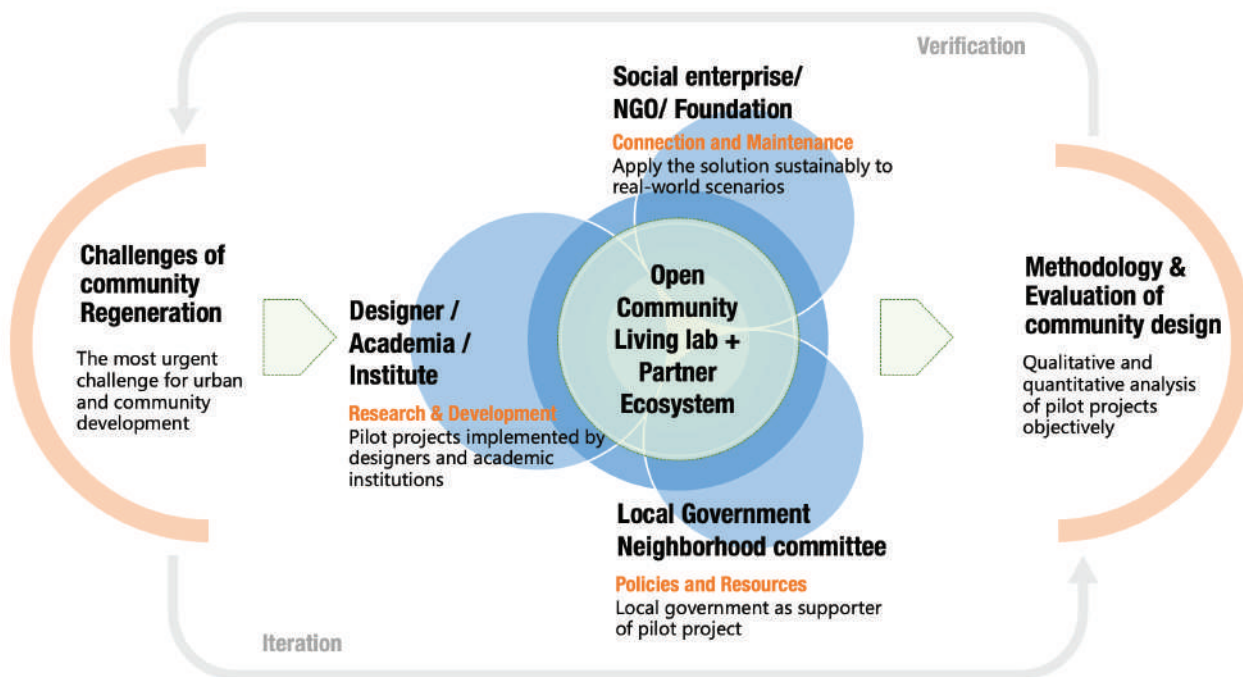 Verification
Social enterprise/
NGO/ Foundation
Connection and Maintenance
Apply the solution sustainably to
real-world scenarios
Challenges of
community
Regeneration
The most urgent
challenge for urban
and community
development
Designer /
Academia /
Institute
Research & Development
Pilot projects implemented by
designers and academic
institutions
Open
Community
Living lab +
Partner
Ecosystem
Methodology &
Evaluation of
community design
Qualitative and
quantitative analysis
of pilot projects
objectively
Local Government
Neighborhood committee
Policies and Resources
Local government as supporter
of pilot project
Iteration